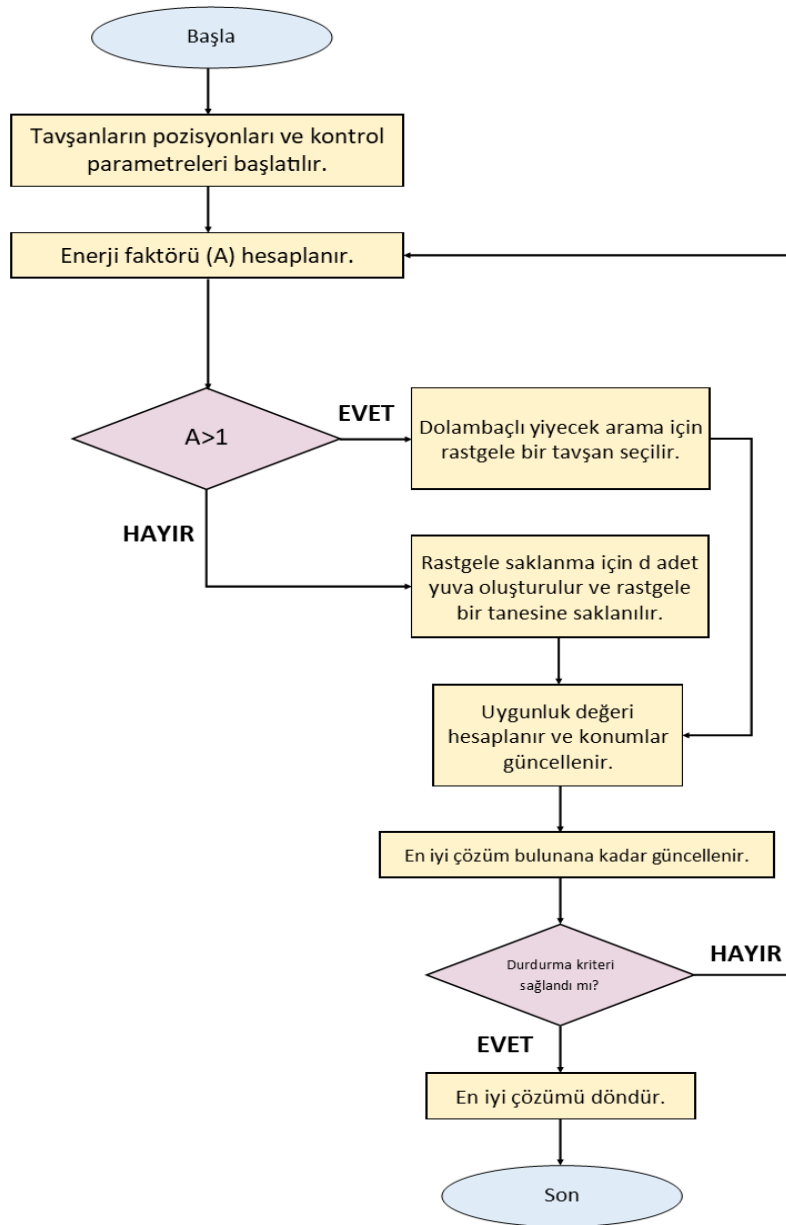 Başla
Tavşanların pozisyonları ve kontrol
parametreleri başlatılır.
Enerji faktörü (A) hesaplanır.
A>1
EVET
Dolambaçlı yiyecek arama için
rastgele bir tavşan seçilir.
HAYIR
Rastgele saklanma için d adet
yuva oluşturulur ve rastgele
bir tanesine saklanılır.
Uygunluk değeri
hesaplanır ve konumlar
güncellenir.
En iyi çözüm bulunana kadar güncellenir.
Durdurma kriteri
sağlandı mı?
HAYIR
EVET
En iyi çözümü döndür.
Son